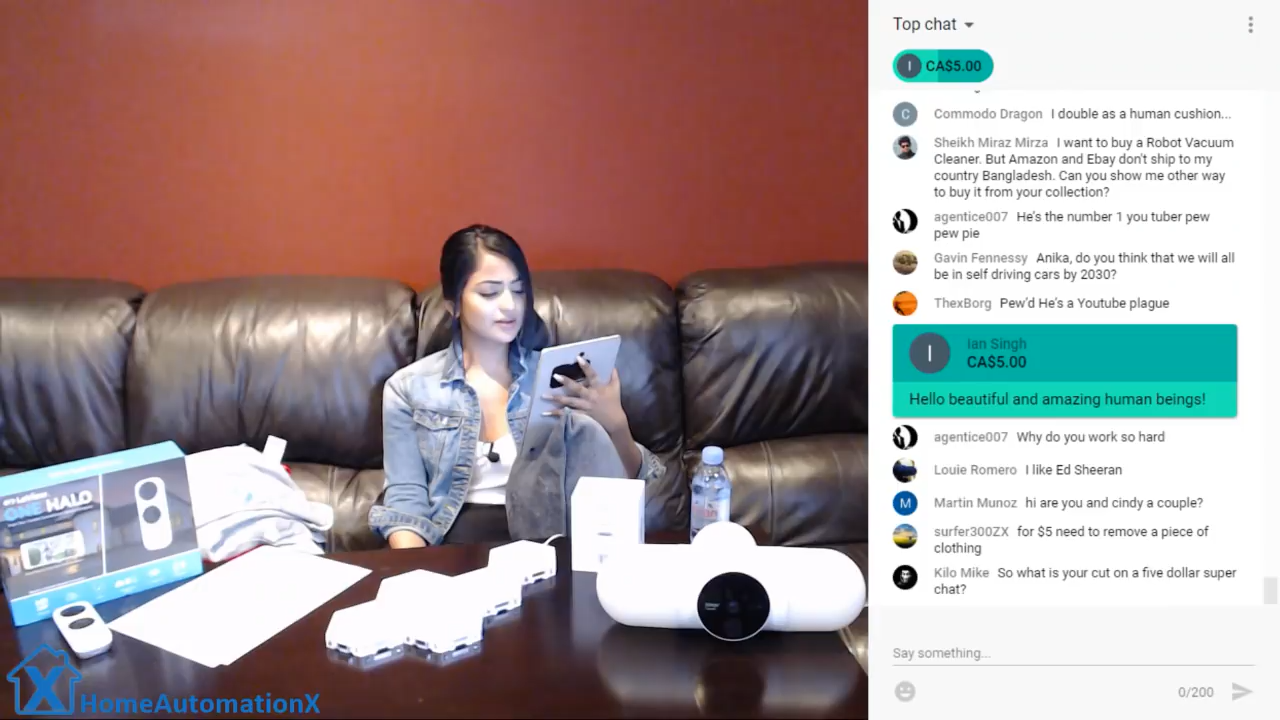 Top chat
I CA$5.00
C Commodo Dragon I double as a human cushion...
Sheikh Miraz Mirza I want to buy a Robot Vacuum
Cleaner. But Amazon and Ebay don't ship to my
country Bangladesh. Can you show me other way
to buy it from your collection?
agentice007 He's the number 1 you tuber pew
pew pie
Gavin Fennessy Anika, do you think that we will all
be in self driving cars by 2030?
ThexBorg Pew'd He's a Youtube plague
I Ian Singh
CA$5.00
Hello beautiful and amazing human beings!
agentice007 Why do you work so hard
Louie Romero I like Ed Sheeran
M Martin Munoz hi are you and cindy a couple?
surfer300ZX for $5 need to remove a piece of
clothing
Kilo Mike So what is your cut on a five dollar super
chat?
Say something...
0/200
ONE HALO
X HomeAutomationX